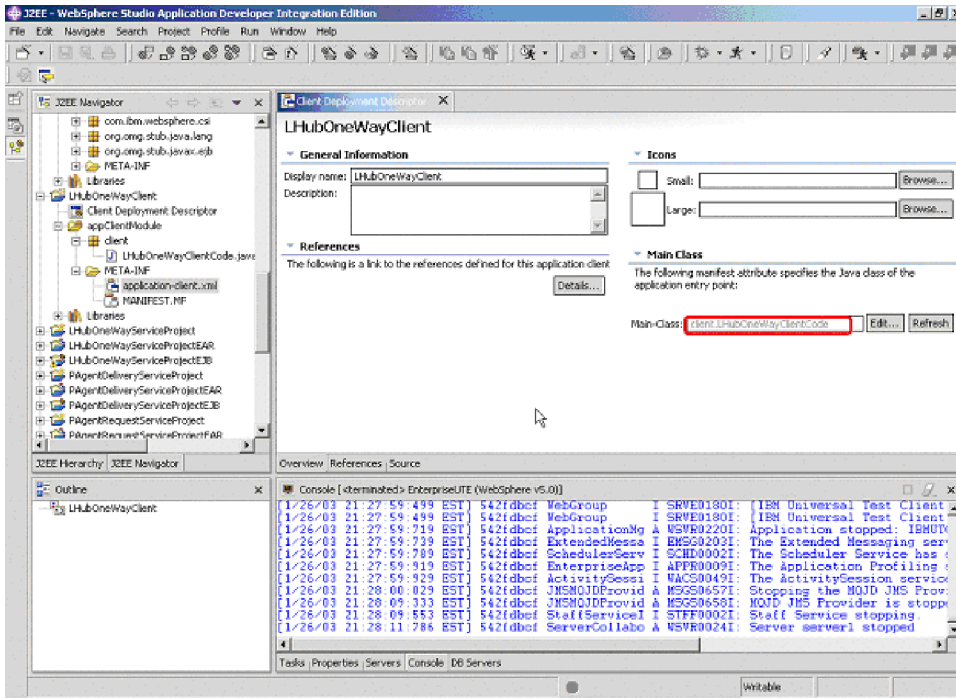 J2EE - WebSphere Studio Application Developer Integration Edition
File Edit Navigate Search Project Profile Run Window Help
J2EE Navigator
com.ibm.websphere.csi
org.omg.stub.java.lang
org.omg.stub.javax.ejb
META-INF
Libraries
LHubOneWayClient
Client Deployment Descriptor
appClientModule
client
LHubOneWayClientCode.java
META-INF
application-client.xml
MANIFEST.MF
Libraries
LHubOneWayServiceProject
LHubOneWayServiceProjectEAR
LHubOneWayServiceProjectEJB
PAgentDeliveryServiceProject
PAgentDeliveryServiceProjectEAR
PAgentDeliveryServiceProjectEJB
PAgentRequestServiceProject
PAgentRequestServiceProjectEAR
J2EE Hierarchy J2EE Navigator
Client Deployment Descriptor
LHubOneWayClient
General Information
Display name: LHubOneWayClient
Description:
References
The following is a link to the references defined for this application client
Details...
Icons
Small: Browse...
Large: Browse...
Main Class
The following manifest attribute specifies the Java class of the
application entry point:
Main-Class: client.LHubOneWayClientCode Edit... Refresh
Overview References Source
Outline
LHubOneWayClient
Console [<terminated> EnterpriseUTE (WebSphere v5.0)]
[1/26/03 21:27:59:499 EST] 542fdbcf WebGroup I SRVE0180I: [IBM Universal Test Client
[1/26/03 21:27:59:499 EST] 542fdbcf WebGroup I SRVE0180I: [IBM Universal Test Client
[1/26/03 21:27:59:719 EST] 542fdbcf ApplicationMg A WSVR0220I: Application stopped: IBMUTC
[1/26/03 21:27:59:739 EST] 542fdbcf ExtendedMessa I EMSG0203I: The Extended Messaging serv
[1/26/03 21:27:59:789 EST] 542fdbcf SchedulerServ I SCHD0002I: The Scheduler Service has s
[1/26/03 21:27:59:919 EST] 542fdbcf EnterpriseApp I APPR0009I: The Application Profiling s
[1/26/03 21:27:59:929 EST] 542fdbcf ActivitySessi I WACS0049I: The ActivitySession service
[1/26/03 21:28:00:029 EST] 542fdbcf JMSMQJDProvid A MSGS0657I: Stopping the MQJD JMS Provi
[1/26/03 21:28:09:333 EST] 542fdbcf JMSMQJDProvid A MSGS0658I: MQJD JMS Provider is stoppe
[1/26/03 21:28:09:553 EST] 542fdbcf StaffServiceI I STFF0002I: Staff Service stopping.
[1/26/03 21:28:11:786 EST] 542fdbcf ServerCollabo A WSVR0024I: Server server1 stopped
Tasks Properties Servers Console DB Servers
Writable